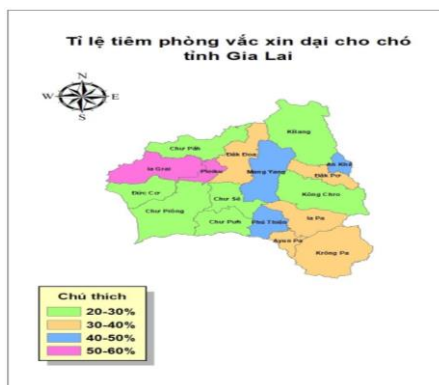 Tỉ lệ tiêm phòng vắc xin dại cho chó
tỉnh Gia Lai
N
W
E
S
KBang
Chư Păh
Đăk Đoa
An Khê
Ia Grai
Pleiku
Mang Yang
Đăk Pơ
Đức Cơ
Chư Sê
Kông Chro
Chư Prông
Ia Pa
Chư Pưh
Phú Thiện
Ayun Pa
Krông Pa
Chú thích
20-30%
30-40%
40-50%
50-60%